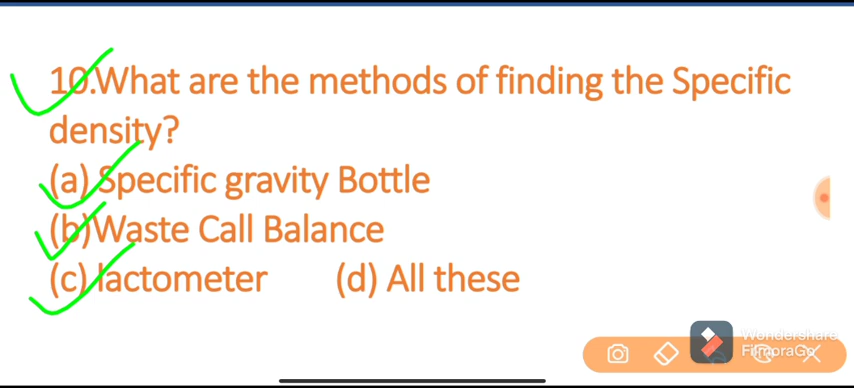 10.What are the methods of finding the Specific
density?
(a) Specific gravity Bottle
(b)Waste Call Balance
(c) lactometer (d) All these
Wondershare
FilmoraGo